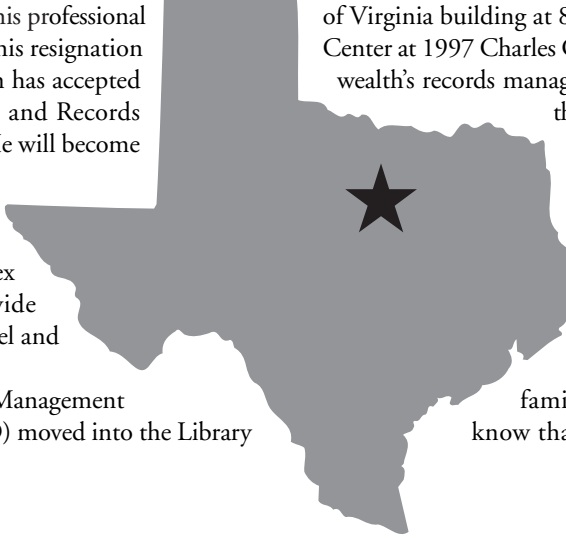 his professional
his resignation
has accepted
and Records
will become
ex
vide
el and
Management
) moved into the Library
of Virginia building at 8
Center at 1997 Charles
wealth's records manag
th
fami
know tha